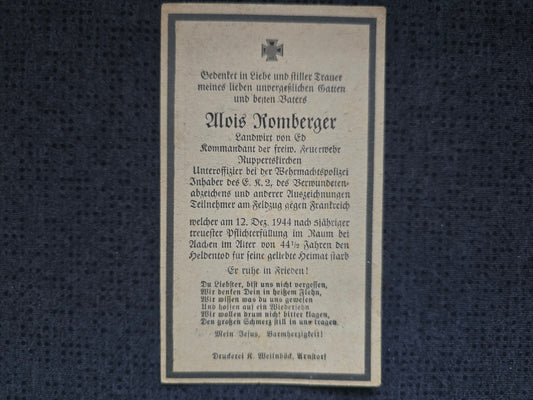 Gedenket in Liebe und stiller Trauer
meines lieben unvergeßlichen Gatten
und besten Vaters
Alois Romberger
Landwirt von Ed
Kommandant der freiw. Feuerwehr
Ruppertskirchen
Unteroffizier bei der Wehrmachtspolizei
Inhaber des E. K. 2, des Verwundeten-
abzeichens und anderer Auszeichnungen
Teilnehmer am Feldzug gegen Frankreich
welcher am 12. Dez. 1944 nach 5jähriger
treuester Pflichterfüllung im Raum bei
Aachen im Alter von 44½ Jahren den
Heldentod für seine geliebte Heimat starb
Er ruhe in Frieden!
Du Liebster, bist uns nicht vergessen,
Wir denken Dein in heißem Flehn,
Wir wissen was du uns gewesen
Und hoffen auf ein Wiedersehn
Wir wollen drum nicht bitter klagen,
Den großen Schmerz still in uns tragen.
Mein Jesus, Barmherzigkeit!
Druckerei K. Wellnböck, Arnstorf